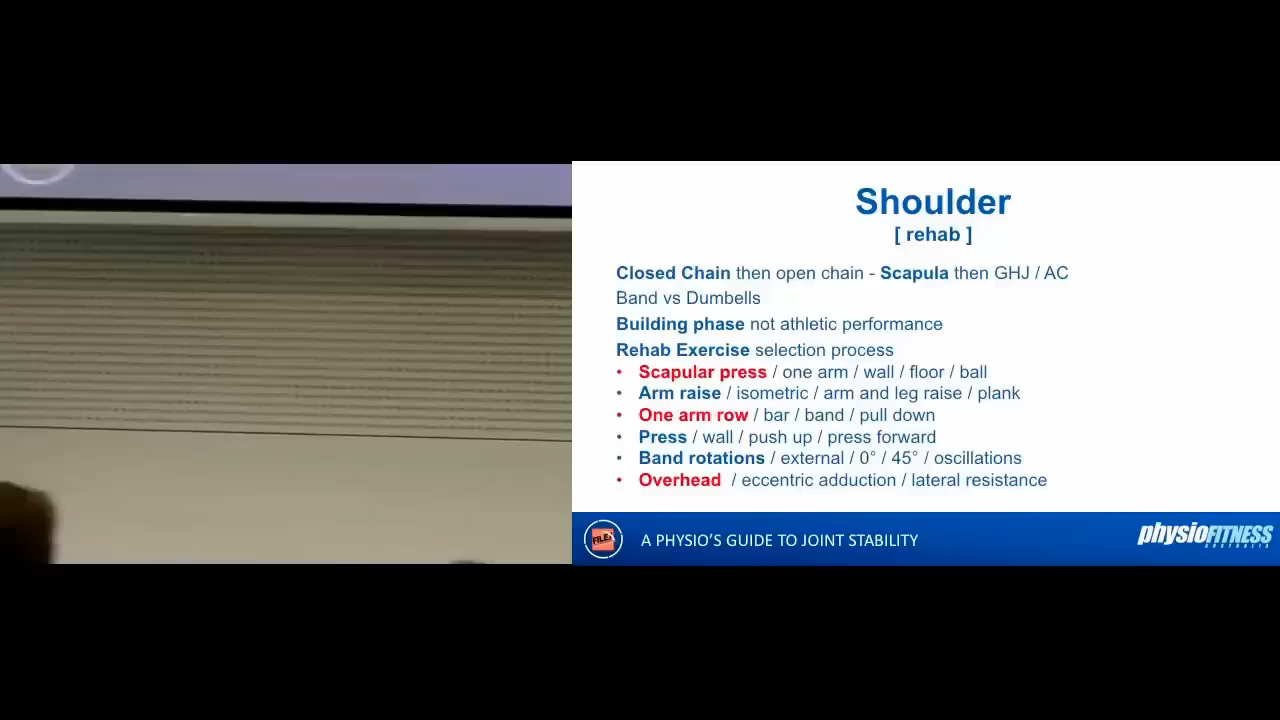 Shoulder
[ rehab ]
Closed Chain then open chain - Scapula then GHJ / AC
Band vs Dumbells
Building phase not athletic performance
Rehab Exercise selection process
• Scapular press / one arm / wall / floor / ball
• Arm raise / isometric / arm and leg raise / plank
• One arm row / bar / band / pull down
• Press / wall / push up / press forward
• Band rotations / external / 0° / 45° / oscillations
• Overhead / eccentric adduction / lateral resistance
FILEX
A PHYSIO'S GUIDE TO JOINT STABILITY
physioFITNESS
AUSTRALIA